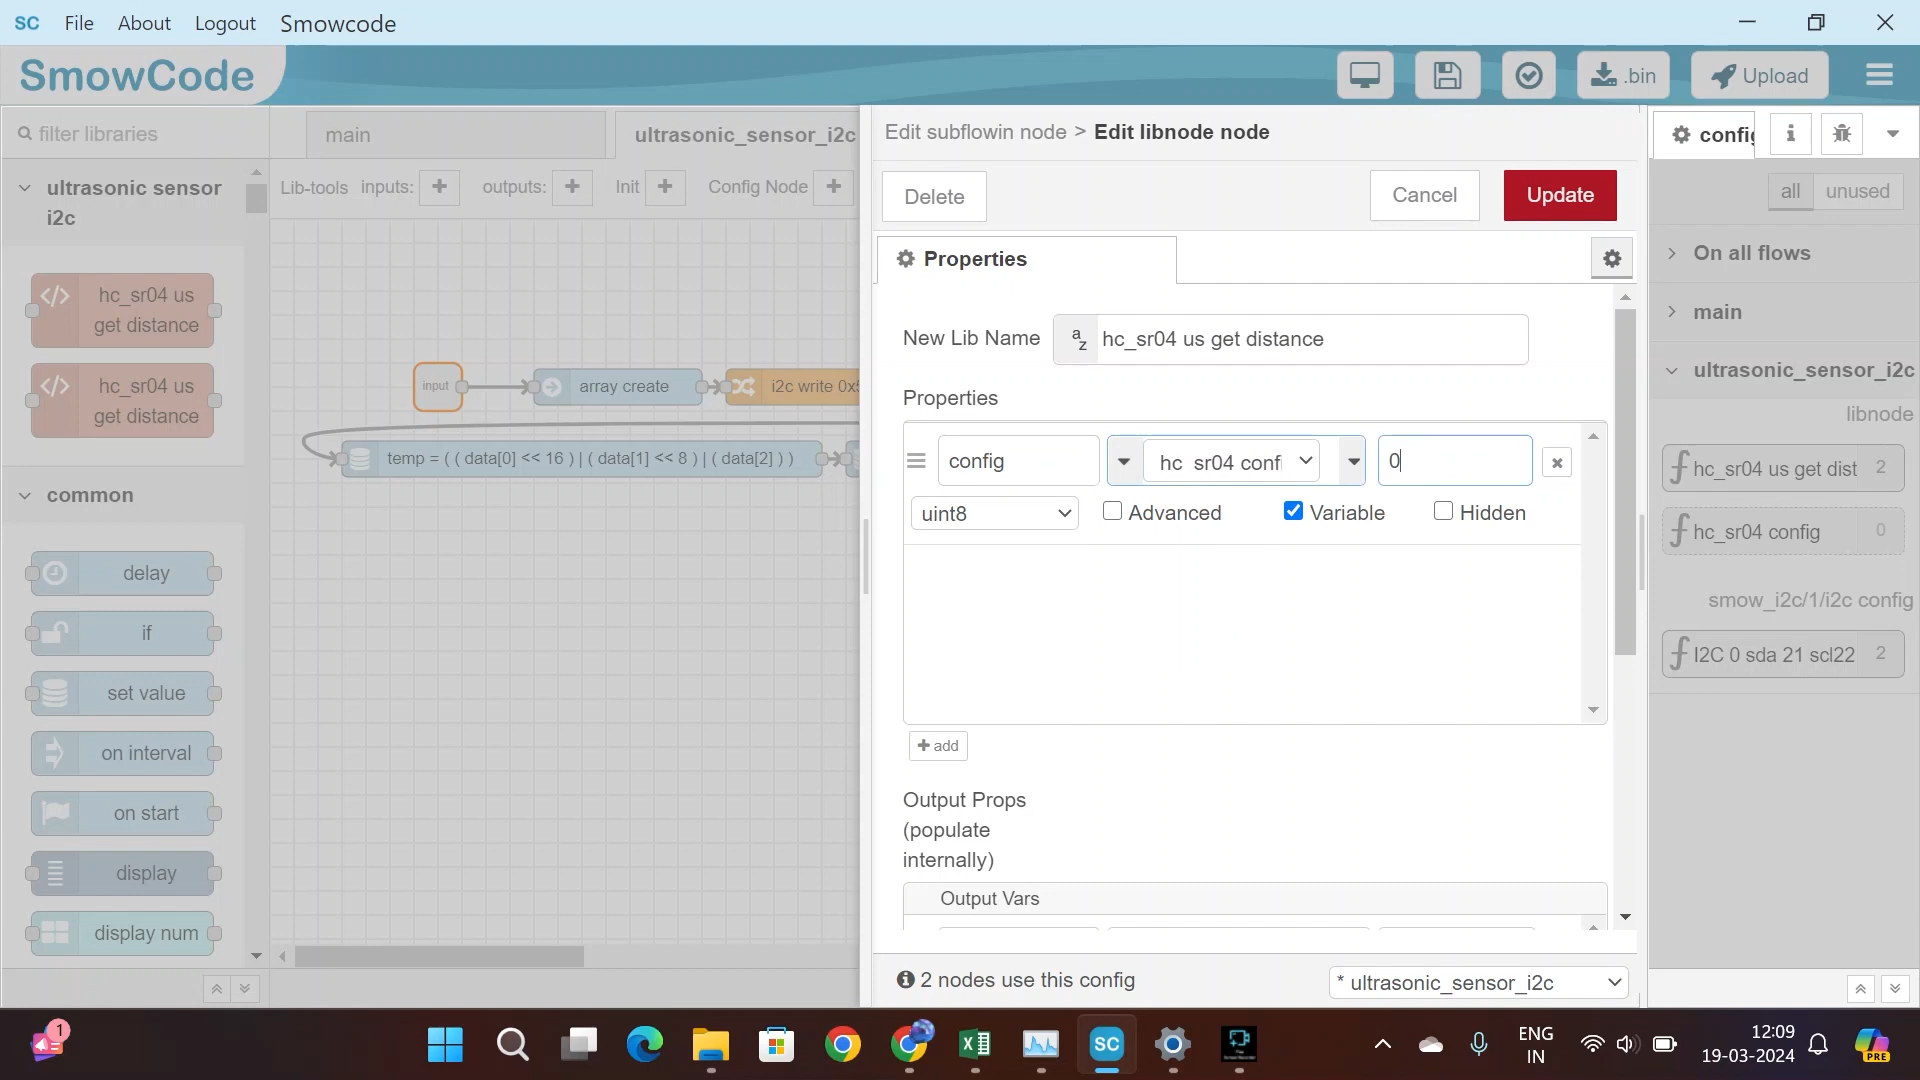 SC File About Logout Smowcode
SmowCode
.bin
Upload
filter libraries
main
ultrasonic_sensor_i2c
Edit subflowin node > Edit libnode node
config
ultrasonic sensor
i2c
Lib-tools inputs: outputs: Init Config Node
Delete
Cancel
Update
all unused
Properties
On all flows
hc_sr04 us
get distance
New Lib Name
hc_sr04 us get distance
main
hc_sr04 us
get distance
input
array create
i2c write 0x5
Properties
ultrasonic_sensor_i2c
libnode
temp = ( ( data[0] << 16 ) | ( data[1] << 8 ) | ( data[2] ) )
config
hc_sr04 confi
0
hc_sr04 us get dist 2
common
uint8
Advanced
Variable
Hidden
hc_sr04 config 0
delay
smow_i2c/1/i2c config
if
I2C 0 sda 21 scl22 2
set value
on interval
add
on start
Output Props
(populate
internally)
display
Output Vars
display num
2 nodes use this config
* ultrasonic_sensor_i2c
1
SC
ENG
IN
12:09
19-03-2024
PRE